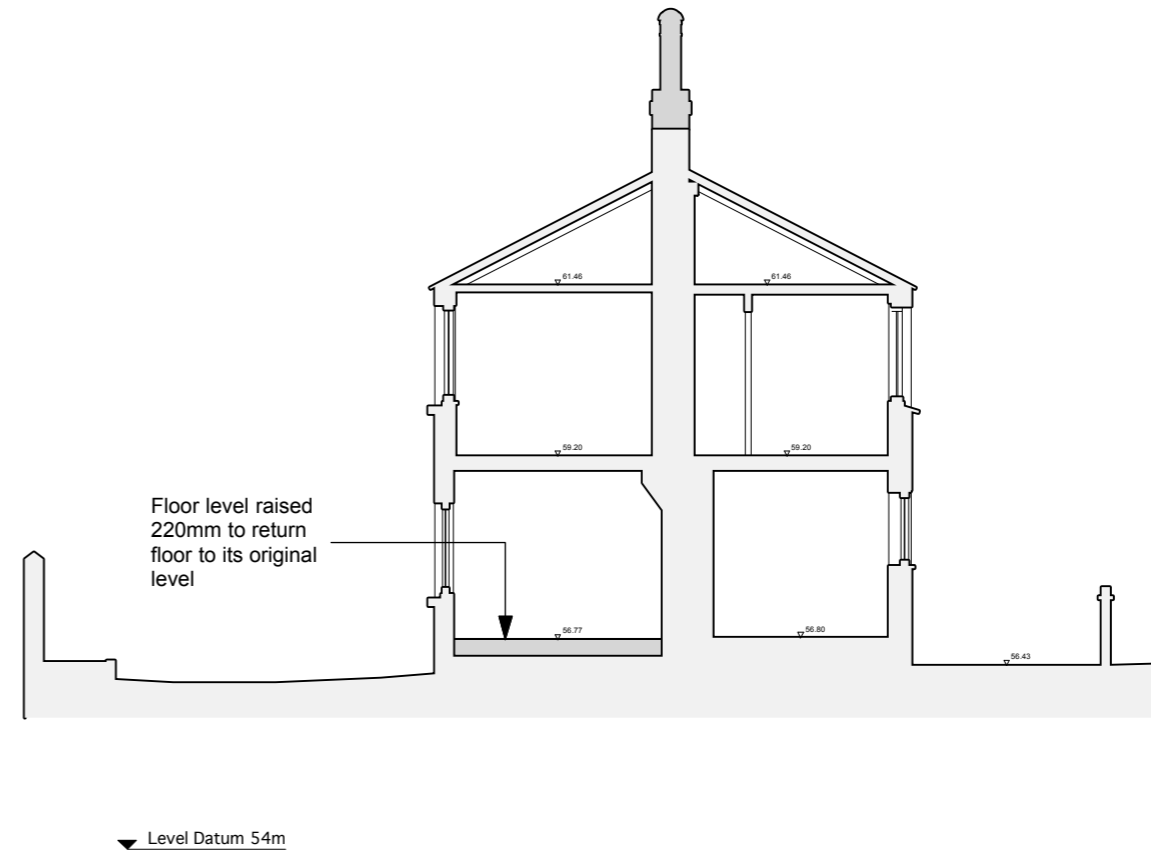 61.46
61.46
59.20
59.20
Floor level raised
220mm to return
floor to its original
level
56.77
56.80
56.43
Level Datum 54m